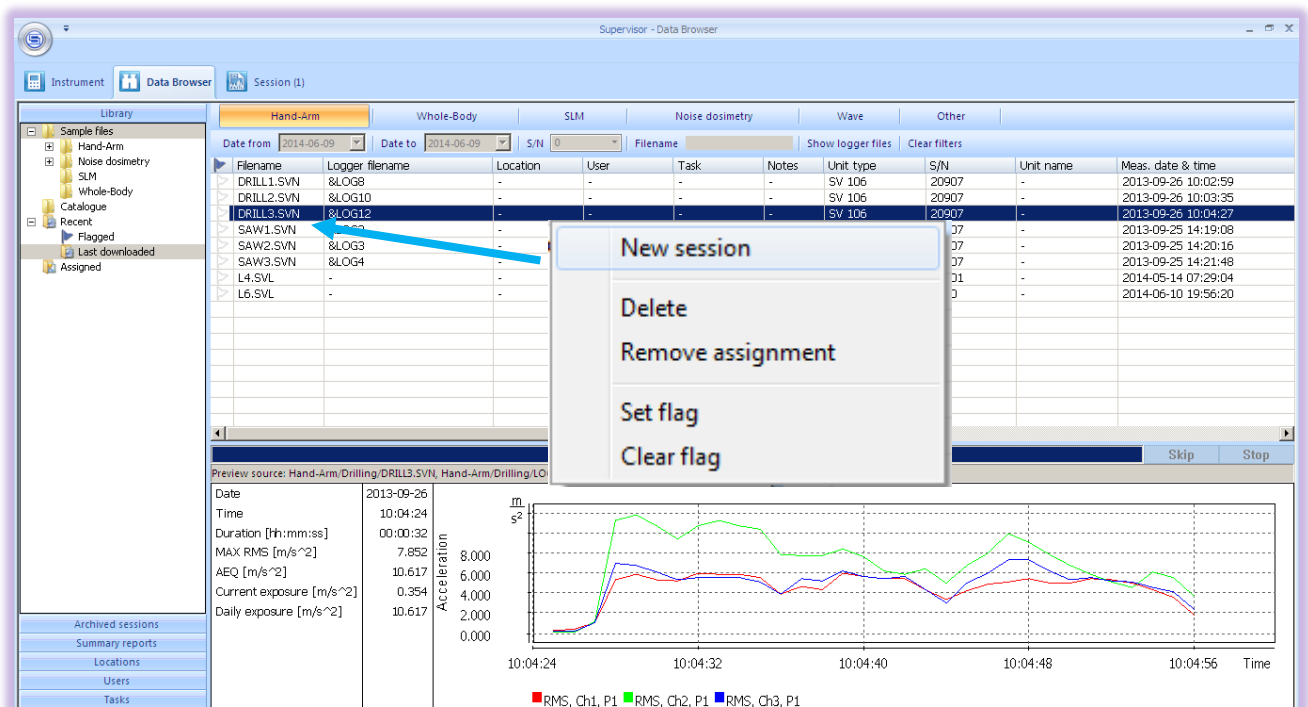 Supervisor - Data Browser
Instrument Data Browser Session (1)
Library
Sample files
Hand-Arm
Noise dosimetry
SLM
Whole-Body
Catalogue
Recent
Flagged
Last downloaded
Assigned
Archived sessions
Summary reports
Locations
Users
Tasks
Hand-Arm Whole-Body SLM Noise dosimetry Wave Other
Date from 2014-06-09 Date to 2014-06-09 S/N 0 Filename Show logger files Clear filters
Filename Logger filename Location User Task Notes Unit type S/N Unit name Meas. date & time
DRILL1.SVN &LOG8 - - - - SV 106 20907 - 2013-09-26 10:02:59
DRILL2.SVN &LOG10 - - - - SV 106 20907 - 2013-09-26 10:03:35
DRILL3.SVN &LOG12 - - - - SV 106 20907 - 2013-09-26 10:04:27
SAW1.SVN - 07 - 2013-09-25 14:19:08
SAW2.SVN &LOG3 - 07 - 2013-09-25 14:20:16
SAW3.SVN &LOG4 - 07 - 2013-09-25 14:21:48
L4.SVL - - 01 - 2014-05-14 07:29:04
L6.SVL - - - 2014-06-10 19:56:20
New session
Delete
Remove assignment
Set flag
Clear flag
Skip Stop
Preview source: Hand-Arm/Drilling/DRILL3.SVN, Hand-Arm/Drilling/LO
Date 2013-09-26
Time 10:04:24
Duration [hh:mm:ss] 00:00:32
MAX RMS [m/s^2] 7.852
AEQ [m/s^2] 10.617
Current exposure [m/s^2] 0.354
Daily exposure [m/s^2] 10.617
m
s²
Acceleration
8.000
6.000
4.000
2.000
0.000
10:04:24 10:04:32 10:04:40 10:04:48 10:04:56 Time
RMS, Ch1, P1 RMS, Ch2, P1 RMS, Ch3, P1